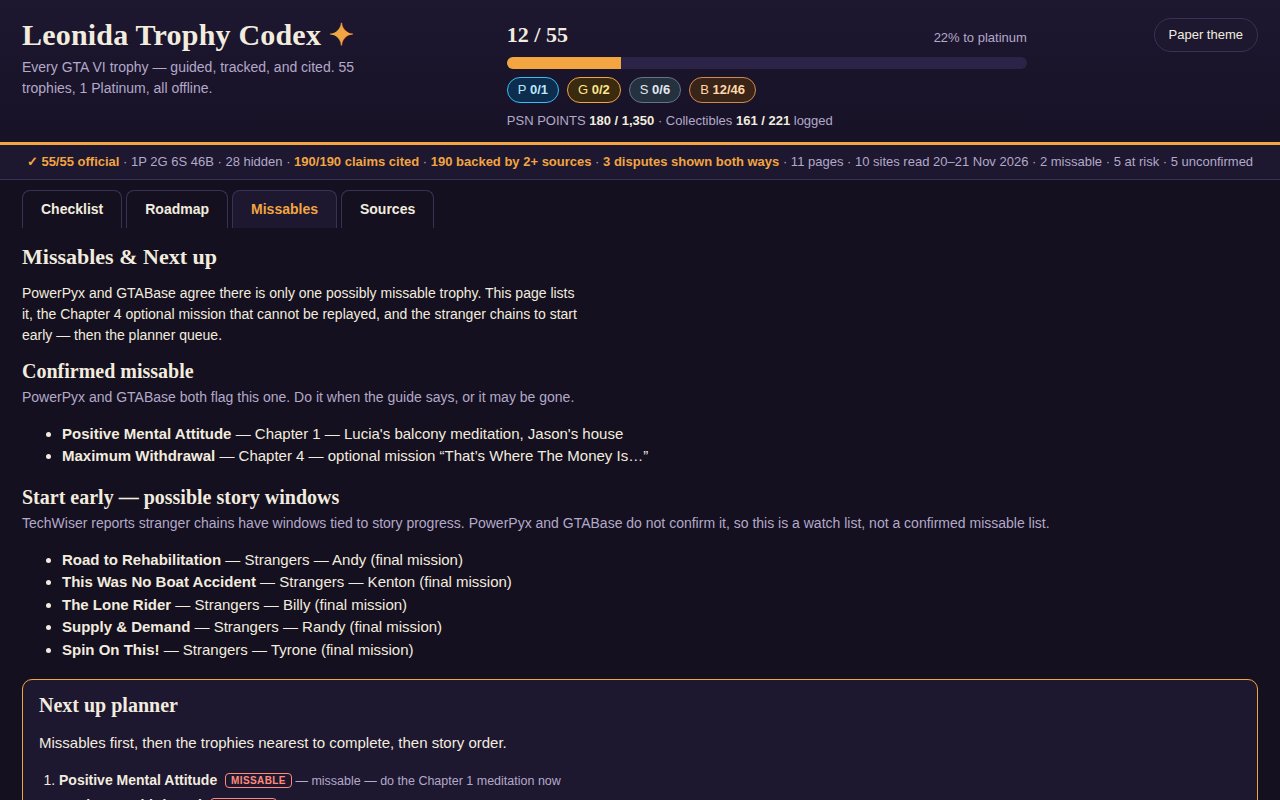 Leonida Trophy Codex ✦
Every GTA VI trophy — guided, tracked, and cited. 55
trophies, 1 Platinum, all offline.
12 / 55
22% to platinum
P 0/1
G 0/2
S 0/6
B 12/46
PSN POINTS 180 / 1,350 · Collectibles 161 / 221 logged
Paper theme
✓ 55/55 official · 1P 2G 6S 46B · 28 hidden · 190/190 claims cited · 190 backed by 2+ sources · 3 disputes shown both ways · 11 pages · 10 sites read 20–21 Nov 2026 · 2 missable · 5 at risk · 5 unconfirmed
Checklist
Roadmap
Missables
Sources
Missables & Next up
PowerPyx and GTABase agree there is only one possibly missable trophy. This page lists
it, the Chapter 4 optional mission that cannot be replayed, and the stranger chains to start
early — then the planner queue.
Confirmed missable
PowerPyx and GTABase both flag this one. Do it when the guide says, or it may be gone.
• Positive Mental Attitude — Chapter 1 — Lucia's balcony meditation, Jason's house
• Maximum Withdrawal — Chapter 4 — optional mission “That’s Where The Money Is…”
Start early — possible story windows
TechWiser reports stranger chains have windows tied to story progress. PowerPyx and GTABase do not confirm it, so this is a watch list, not a confirmed missable list.
• Road to Rehabilitation — Strangers — Andy (final mission)
• This Was No Boat Accident — Strangers — Kenton (final mission)
• The Lone Rider — Strangers — Billy (final mission)
• Supply & Demand — Strangers — Randy (final mission)
• Spin On This! — Strangers — Tyrone (final mission)
Next up planner
Missables first, then the trophies nearest to complete, then story order.
1. Positive Mental Attitude MISSABLE — missable — do the Chapter 1 meditation now